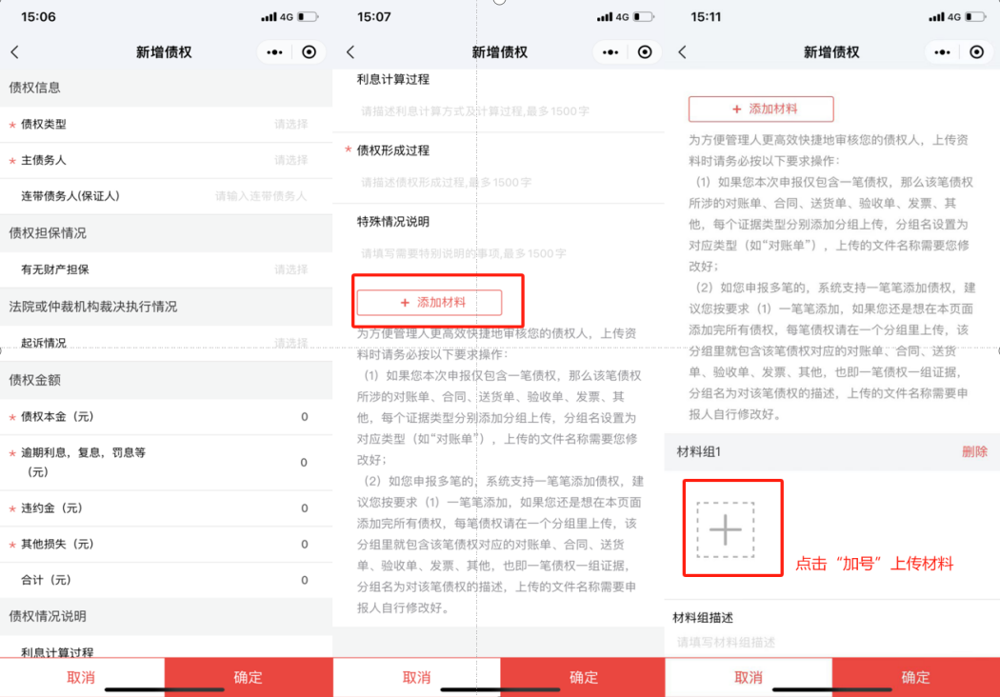 15:06
4G
新增债权
债权信息
* 债权类型
请选择
* 主债务人
请选择
连带债务人(保证人)
请输入连带债务人
债权担保情况
有无财产担保
请选择
法院或仲裁机构裁决执行情况
起诉情况
请选择
债权金额
* 债权本金（元）
0
* 逾期利息，复息，罚息等
（元）
0
* 违约金（元）
0
* 其他损失（元）
0
合计（元）
0
债权情况说明
利息计算过程
取消
确定
15:07
4G
新增债权
利息计算过程
请描述利息计算方式及计算过程,最多1500字
* 债权形成过程
请描述债权形成过程,最多1500字
特殊情况说明
请填写需要特别说明的事项,最多1500字
+ 添加材料
为方便管理人更高效快捷地审核您的债权人，上传资
料时请务必按以下要求操作：
（1）如果您本次申报仅包含一笔债权，那么该笔债权
所涉的对账单、合同、送货单、验收单、发票、其
他，每个证据类型分别添加分组上传，分组名设置为
对应类型（如“对账单”），上传的文件名称需要您修
改好；
（2）如您申报多笔的，系统支持一笔笔添加债权，建
议您按要求（1）一笔笔添加，如果您还是想在本页面
添加完所有债权，每笔债权请在一个分组里上传，该
分组里就包含该笔债权对应的对账单、合同、送货
单、验收单、发票、其他，也即一笔债权一组证据，
分组名为对该笔债权的描述，上传的文件名称需要申
报人自行修改好。
取消
确定
15:11
4G
新增债权
+ 添加材料
为方便管理人更高效快捷地审核您的债权人，上传资
料时请务必按以下要求操作：
（1）如果您本次申报仅包含一笔债权，那么该笔债权
所涉的对账单、合同、送货单、验收单、发票、其
他，每个证据类型分别添加分组上传，分组名设置为
对应类型（如“对账单”），上传的文件名称需要您修
改好；
（2）如您申报多笔的，系统支持一笔笔添加债权，建
议您按要求（1）一笔笔添加，如果您还是想在本页面
添加完所有债权，每笔债权请在一个分组里上传，该
分组里就包含该笔债权对应的对账单、合同、送货
单、验收单、发票、其他，也即一笔债权一组证据，
分组名为对该笔债权的描述，上传的文件名称需要申
报人自行修改好。
材料组1
删除
点击“加号”上传材料
材料组描述
请填写材料组描述
取消
确定